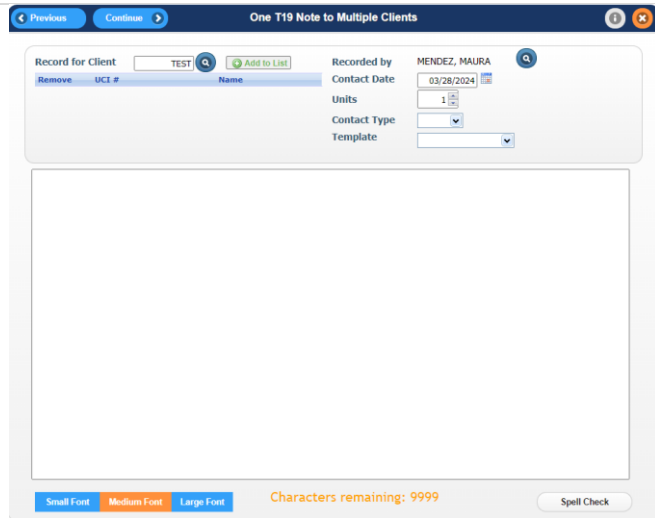 Previous Continue One T19 Note to Multiple Clients
Record for Client TEST Add to List Recorded by MENDEZ, MAURA
Remove UCI # Name Contact Date 03/28/2024
Units 1
Contact Type
Template
Small Font Medium Font Large Font Characters remaining: 9999 Spell Check